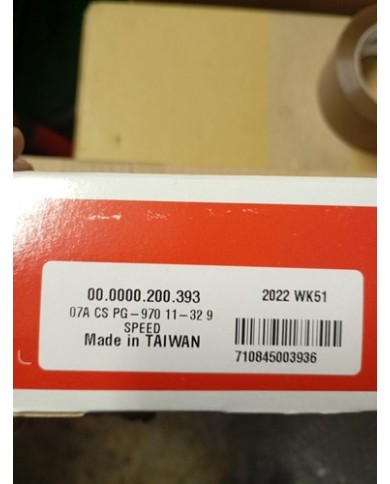 00.0000.200.393 2022 WK51
07A CS PG-970 11-32 9
SPEED
Made in TAIWAN
710845003936